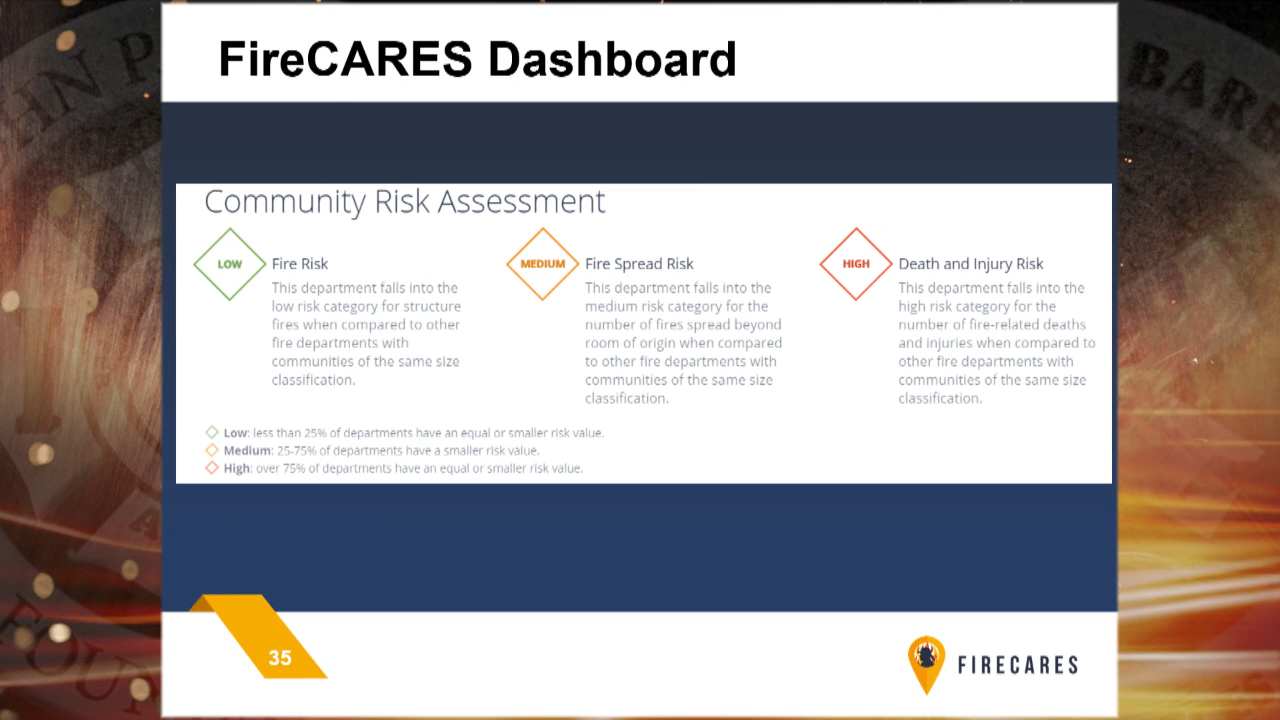 FireCARES Dashboard
Community Risk Assessment
LOW
Fire Risk
This department falls into the
low risk category for structure
fires when compared to other
fire departments with
communities of the same size
classification.
MEDIUM
Fire Spread Risk
This department falls into the
medium risk category for the
number of fires spread beyond
room of origin when compared
to other fire departments with
communities of the same size
classification.
HIGH
Death and Injury Risk
This department falls into the
high risk category for the
number of fire-related deaths
and injuries when compared to
other fire departments with
communities of the same size
classification.
Low: less than 25% of departments have an equal or smaller risk value.
Medium: 25-75% of departments have a smaller risk value.
High: over 75% of departments have an equal or smaller risk value.
35
FIRECARES